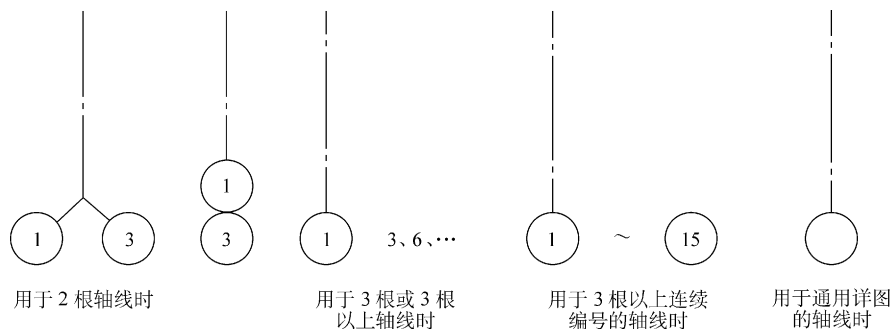 1
1 3 3 1 3、6、… 1 ~ 15
用于 2 根轴线时 用于 3 根或 3 根 用于 3 根以上连续 用于通用详图
以上轴线时 编号的轴线时 的轴线时